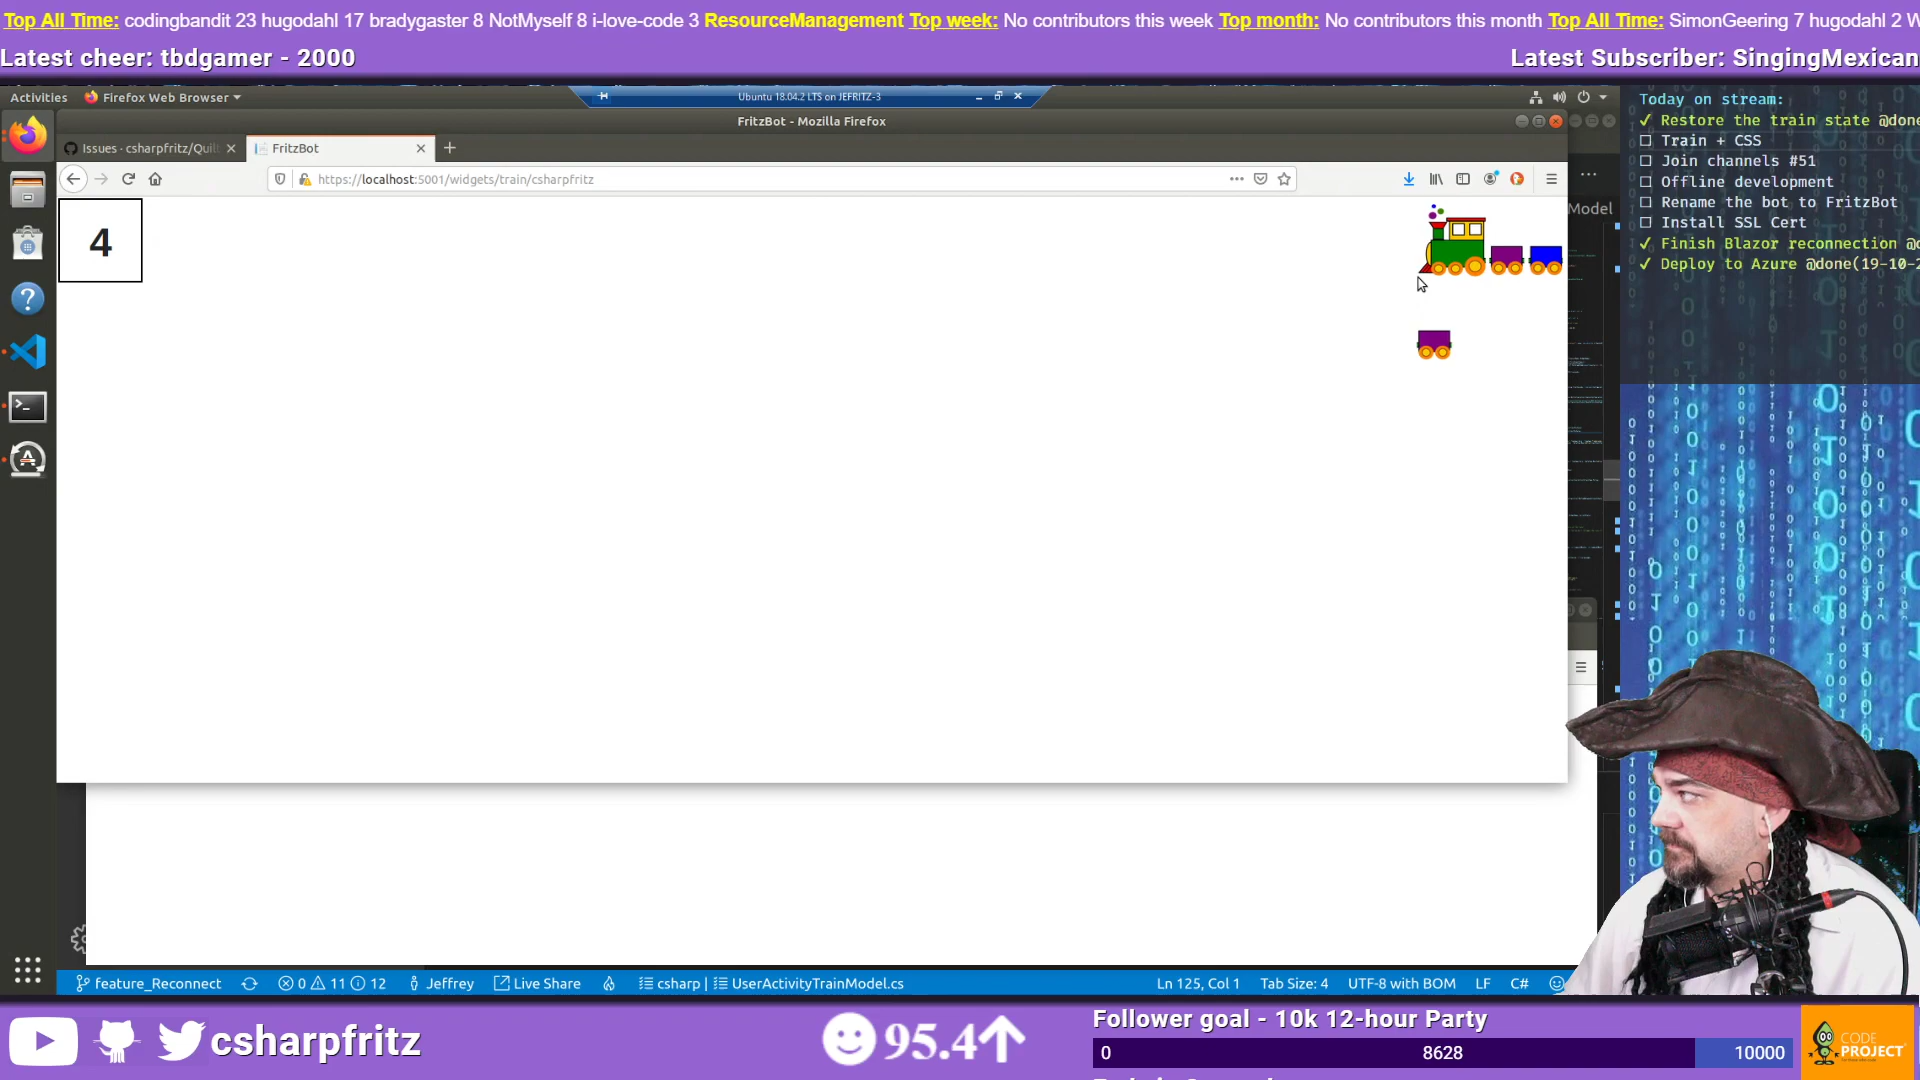 Top All Time: codingbandit 23 hugodahl 17 bradygaster 8 NotMyself 8 i-love-code 3 ResourceManagement Top week: No contributors this week Top month: No contributors this month Top All Time: SimonGeering 7 hugodahl 2 W
Latest cheer: tbdgamer - 2000
Latest Subscriber: SingingMexican
Activities
Firefox Web Browser
Ubuntu 18.04.2 LTS on JEFRITZ-3
FritzBot - Mozilla Firefox
Issues · csharpfritz/Quil
FritzBot
https://localhost:5001/widgets/train/csharpfritz
4
Model
Today on stream:
✓ Restore the train state @done
☐ Train + CSS
☐ Join channels #51
☐ Offline development
☐ Rename the bot to FritzBot
☐ Install SSL Cert
✓ Finish Blazor reconnection @d
✓ Deploy to Azure @done(19-10-2
feature_Reconnect
0 11 12
Jeffrey
Live Share
csharp |
UserActivityTrainModel.cs
Ln 125, Col 1
Tab Size: 4
UTF-8 with BOM
LF
C#
csharpfritz
95.4
Follower goal - 10k 12-hour Party
0 8628 10000
CODE
PROJECT